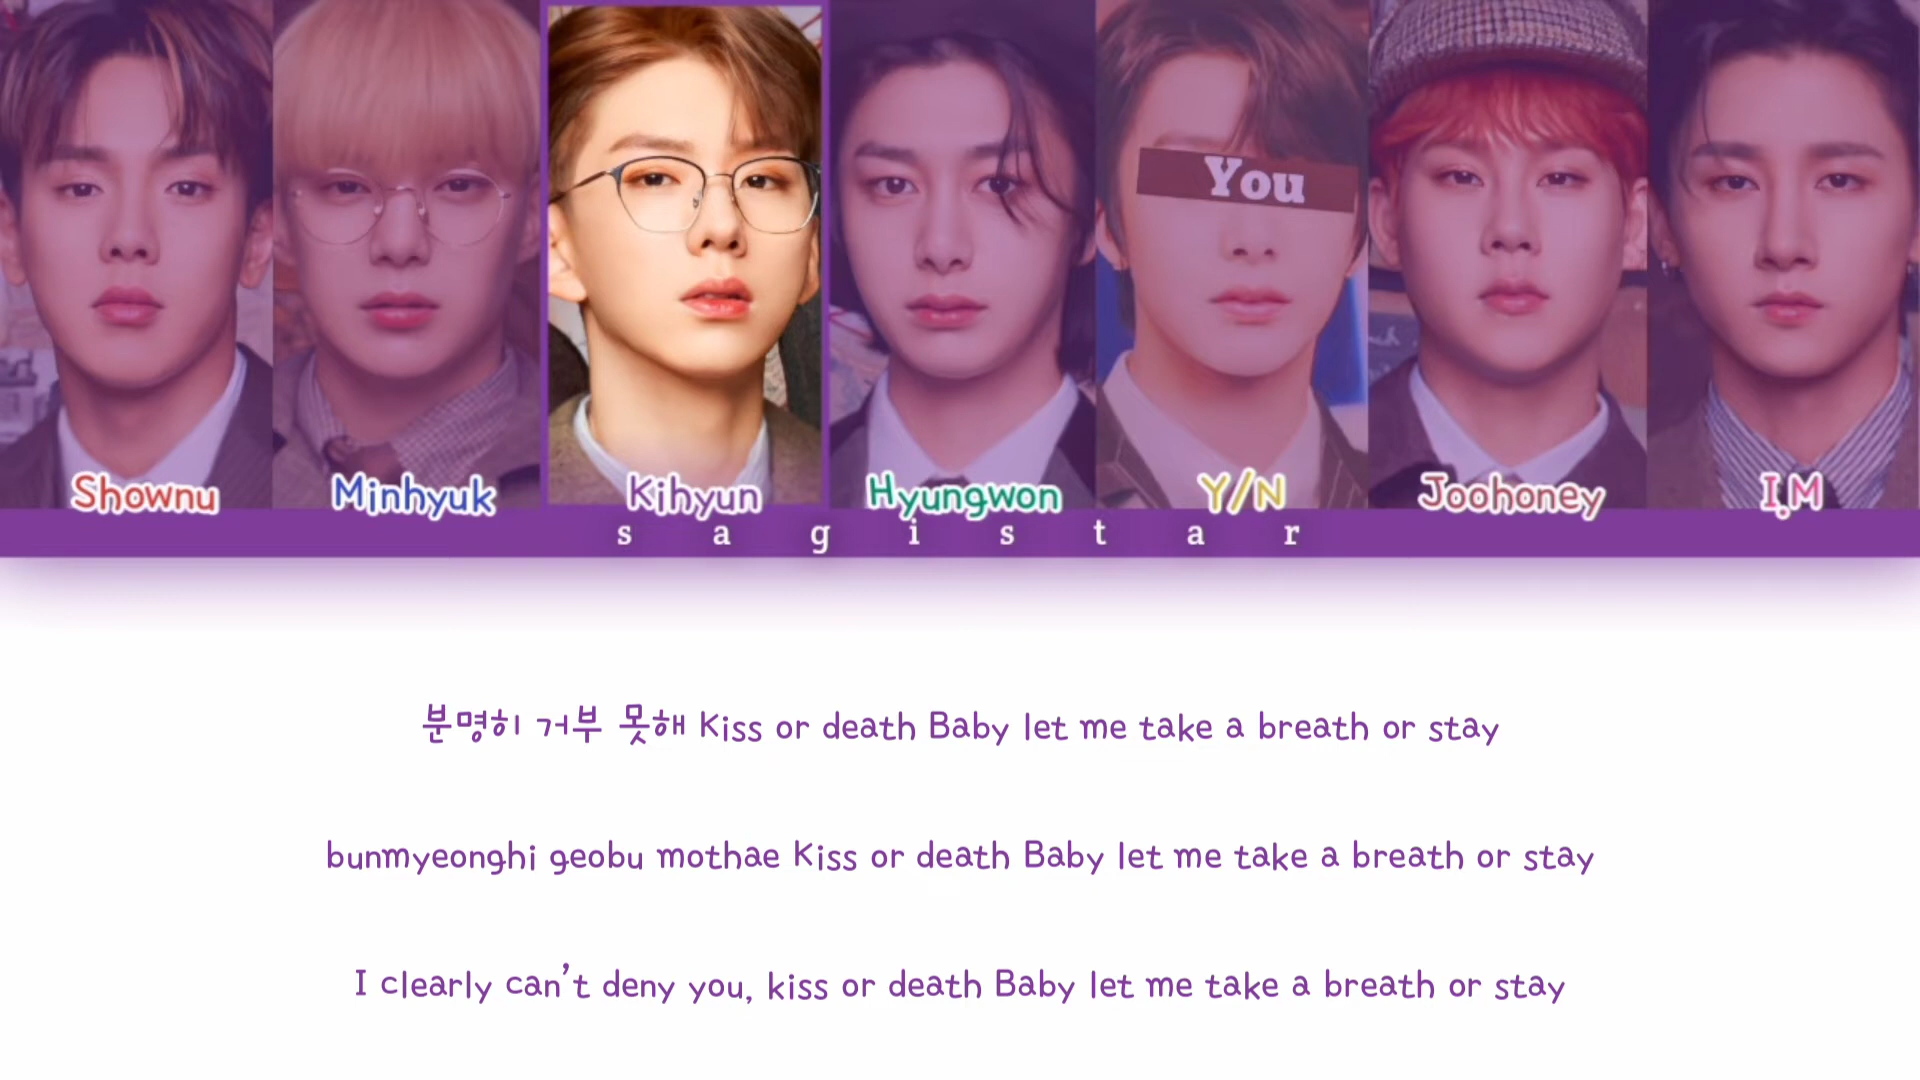 You
Shownu Minhyuk Kihyun Hyungwon Y/N Joohoney I.M
s a g i s t a r
분명히 거부 못해 Kiss or death Baby let me take a breath or stay
bunmyeonghi geobu mothae Kiss or death Baby let me take a breath or stay
I clearly can't deny you, kiss or death Baby let me take a breath or stay